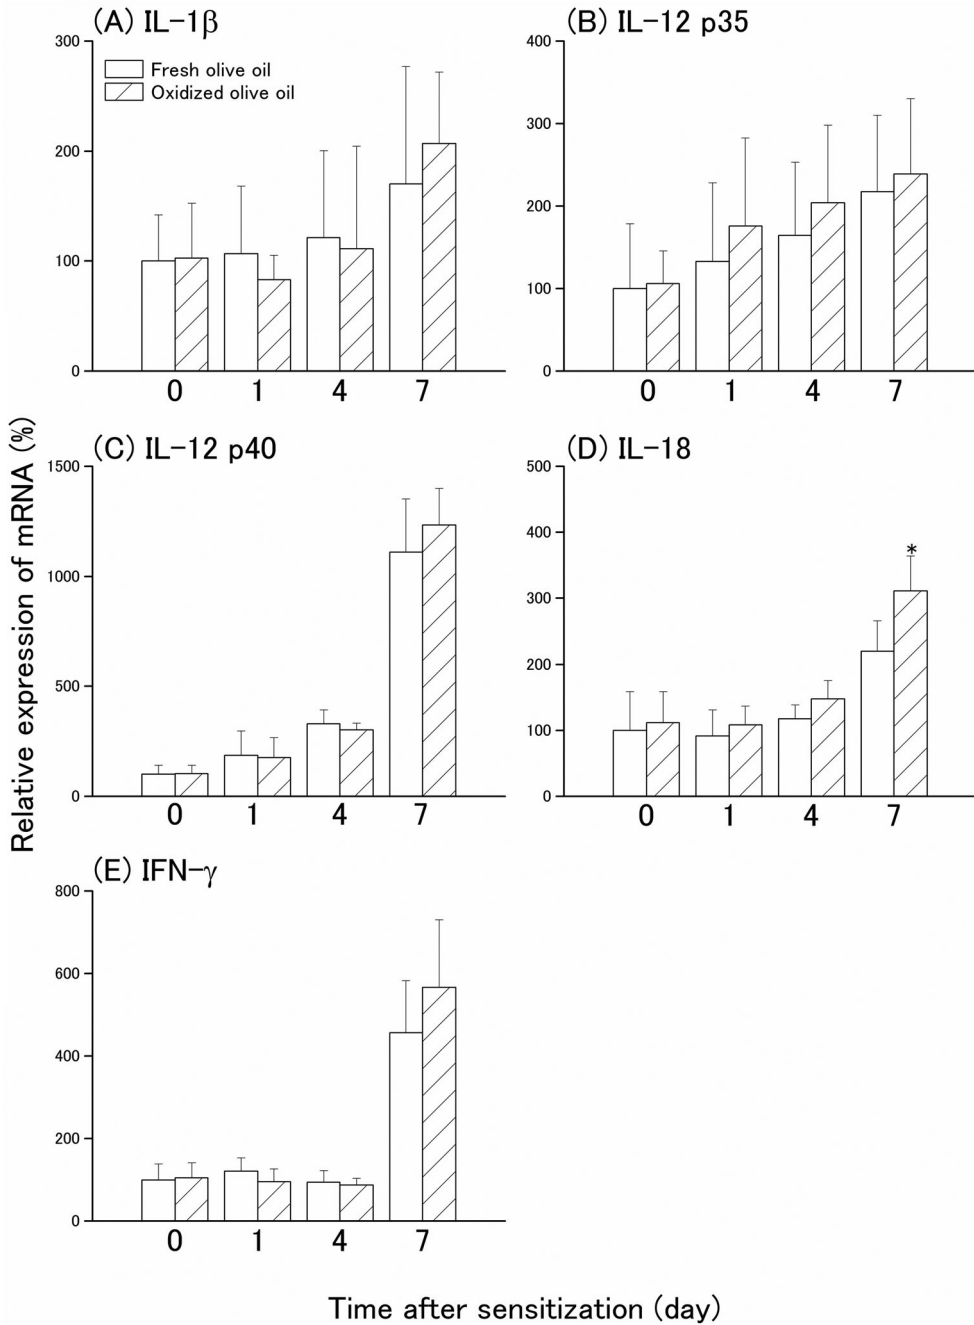 (A) IL-1β
300
200
100
0
Fresh olive oil
Oxidized olive oil
0 1 4 7
(B) IL-12 p35
400
300
200
100
0
0 1 4 7
Relative expression of mRNA (%)
(C) IL-12 p40
1500
1000
500
0
0 1 4 7
(D) IL-18
500
400
300
200
100
0
*
0 1 4 7
(E) IFN-γ
800
600
400
200
0
0 1 4 7
Time after sensitization (day)